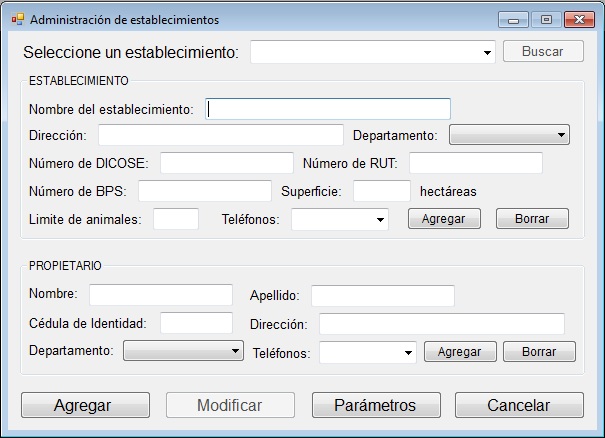 Administración de establecimientos
Seleccione un establecimiento: Buscar
ESTABLECIMIENTO
Nombre del establecimiento:
Dirección: Departamento:
Número de DICOSE: Número de RUT:
Número de BPS: Superficie: hectáreas
Limite de animales: Teléfonos: Agregar Borrar
PROPIETARIO
Nombre: Apellido:
Cédula de Identidad: Dirección:
Departamento: Teléfonos: Agregar Borrar
Agregar Modificar Parámetros Cancelar